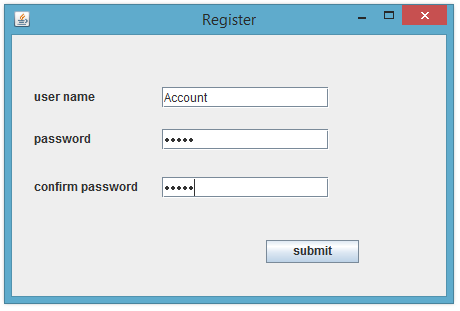 Register
user name Account
password •••••
confirm password •••••
submit